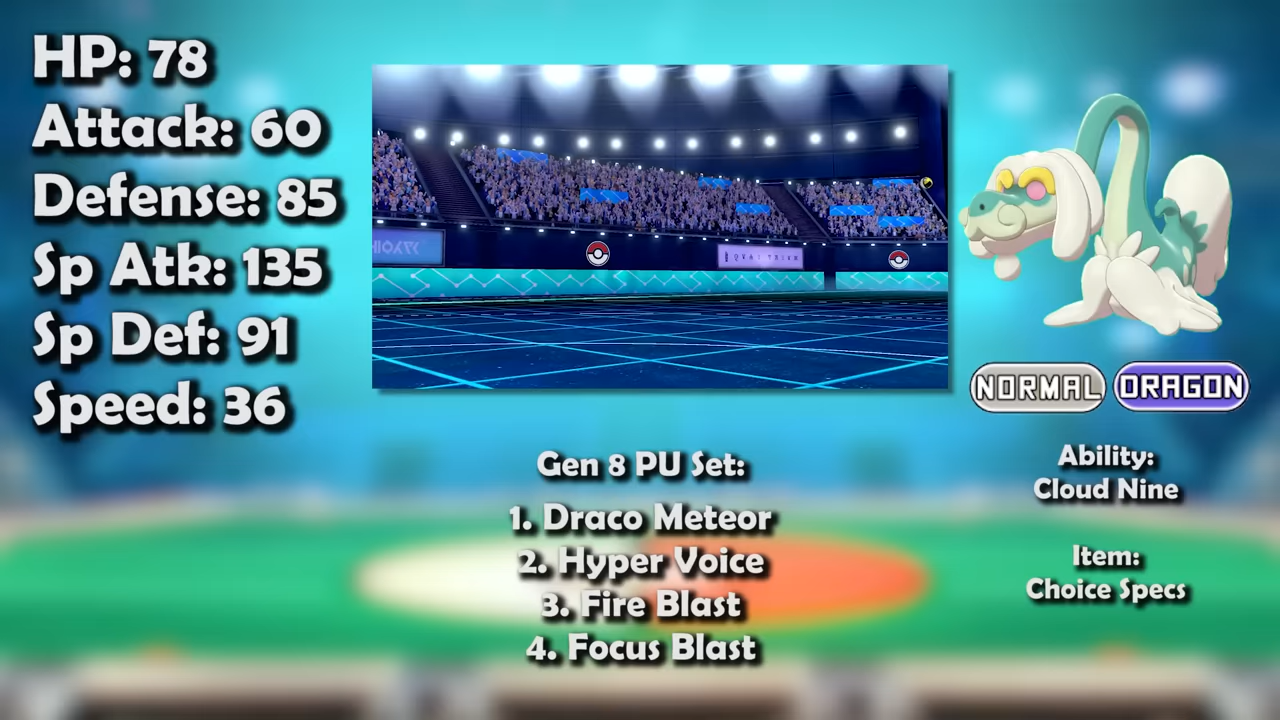 HP: 78
Attack: 60
Defense: 85
Sp Atk: 135
Sp Def: 91
Speed: 36
NORMAL
DRAGON
Gen 8 PU Set:
1. Draco Meteor
2. Hyper Voice
3. Fire Blast
4. Focus Blast
Ability:
Cloud Nine
Item:
Choice Specs